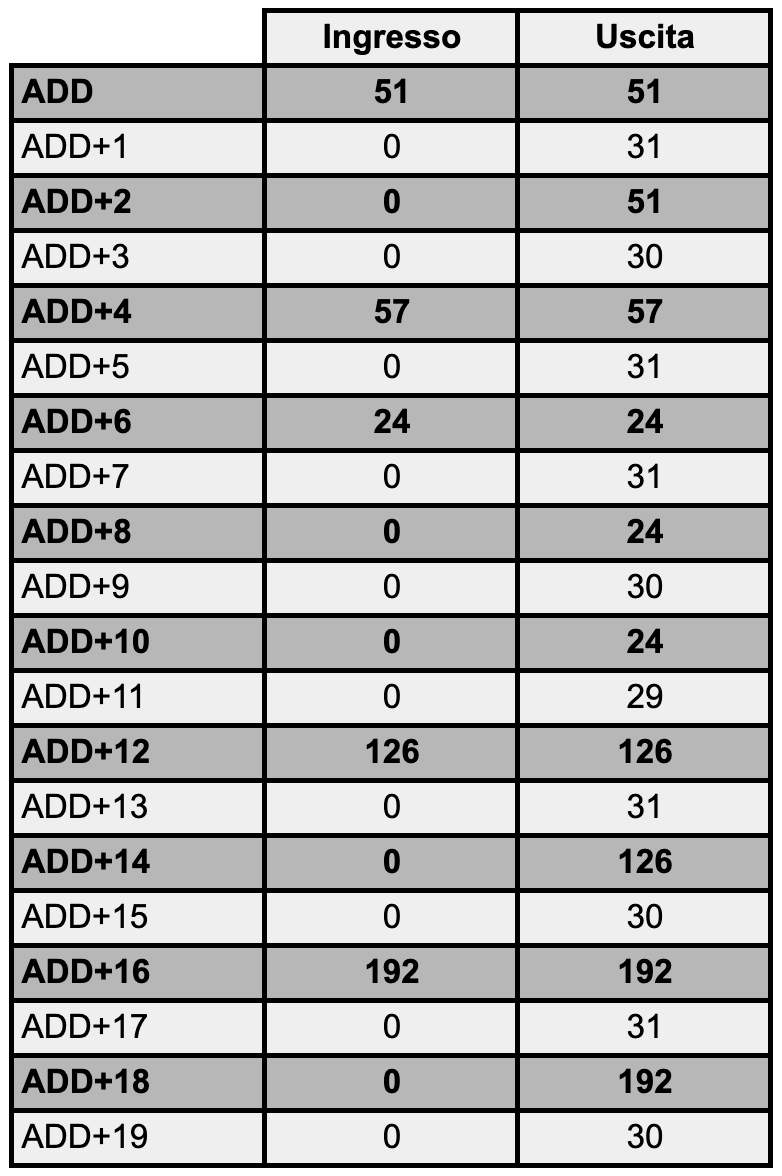 Ingresso Uscita
ADD 51 51
ADD+1 0 31
ADD+2 0 51
ADD+3 0 30
ADD+4 57 57
ADD+5 0 31
ADD+6 24 24
ADD+7 0 31
ADD+8 0 24
ADD+9 0 30
ADD+10 0 24
ADD+11 0 29
ADD+12 126 126
ADD+13 0 31
ADD+14 0 126
ADD+15 0 30
ADD+16 192 192
ADD+17 0 31
ADD+18 0 192
ADD+19 0 30